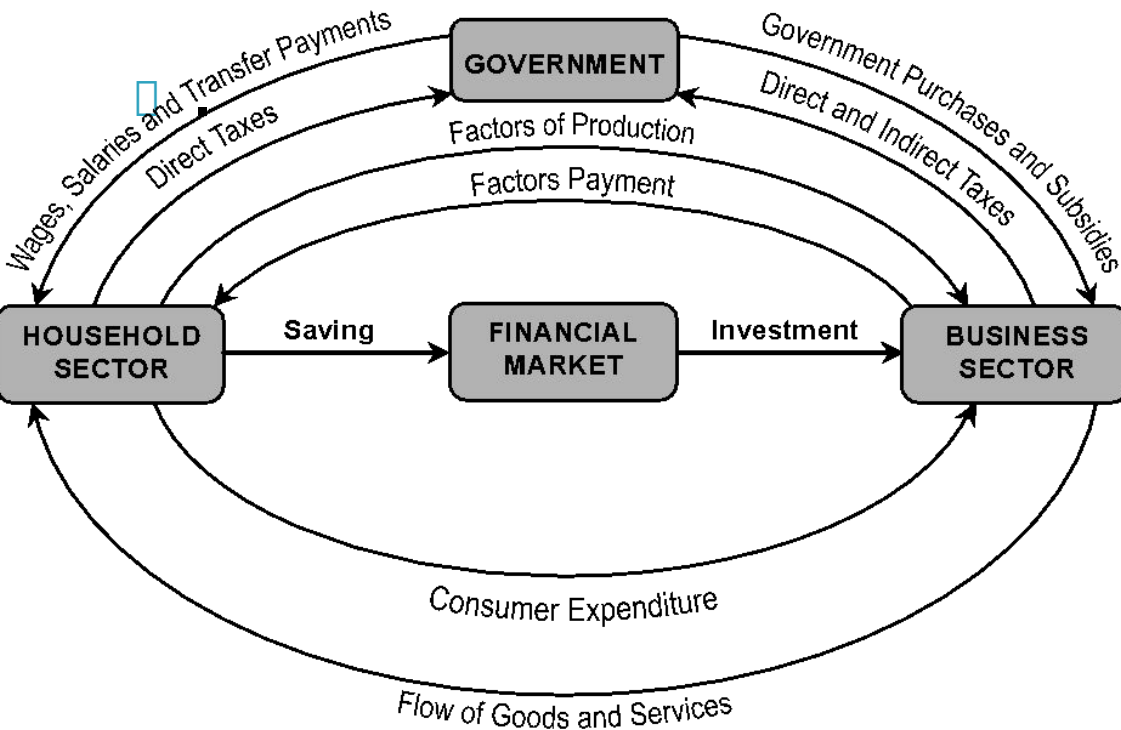 GOVERNMENT
Wages, Salaries and Transfer Payments
Direct Taxes
Government Purchases and Subsidies
Direct and Indirect Taxes
Factors of Production
Factors Payment
HOUSEHOLD
SECTOR
Saving
FINANCIAL
MARKET
Investment
BUSINESS
SECTOR
Consumer Expenditure
Flow of Goods and Services